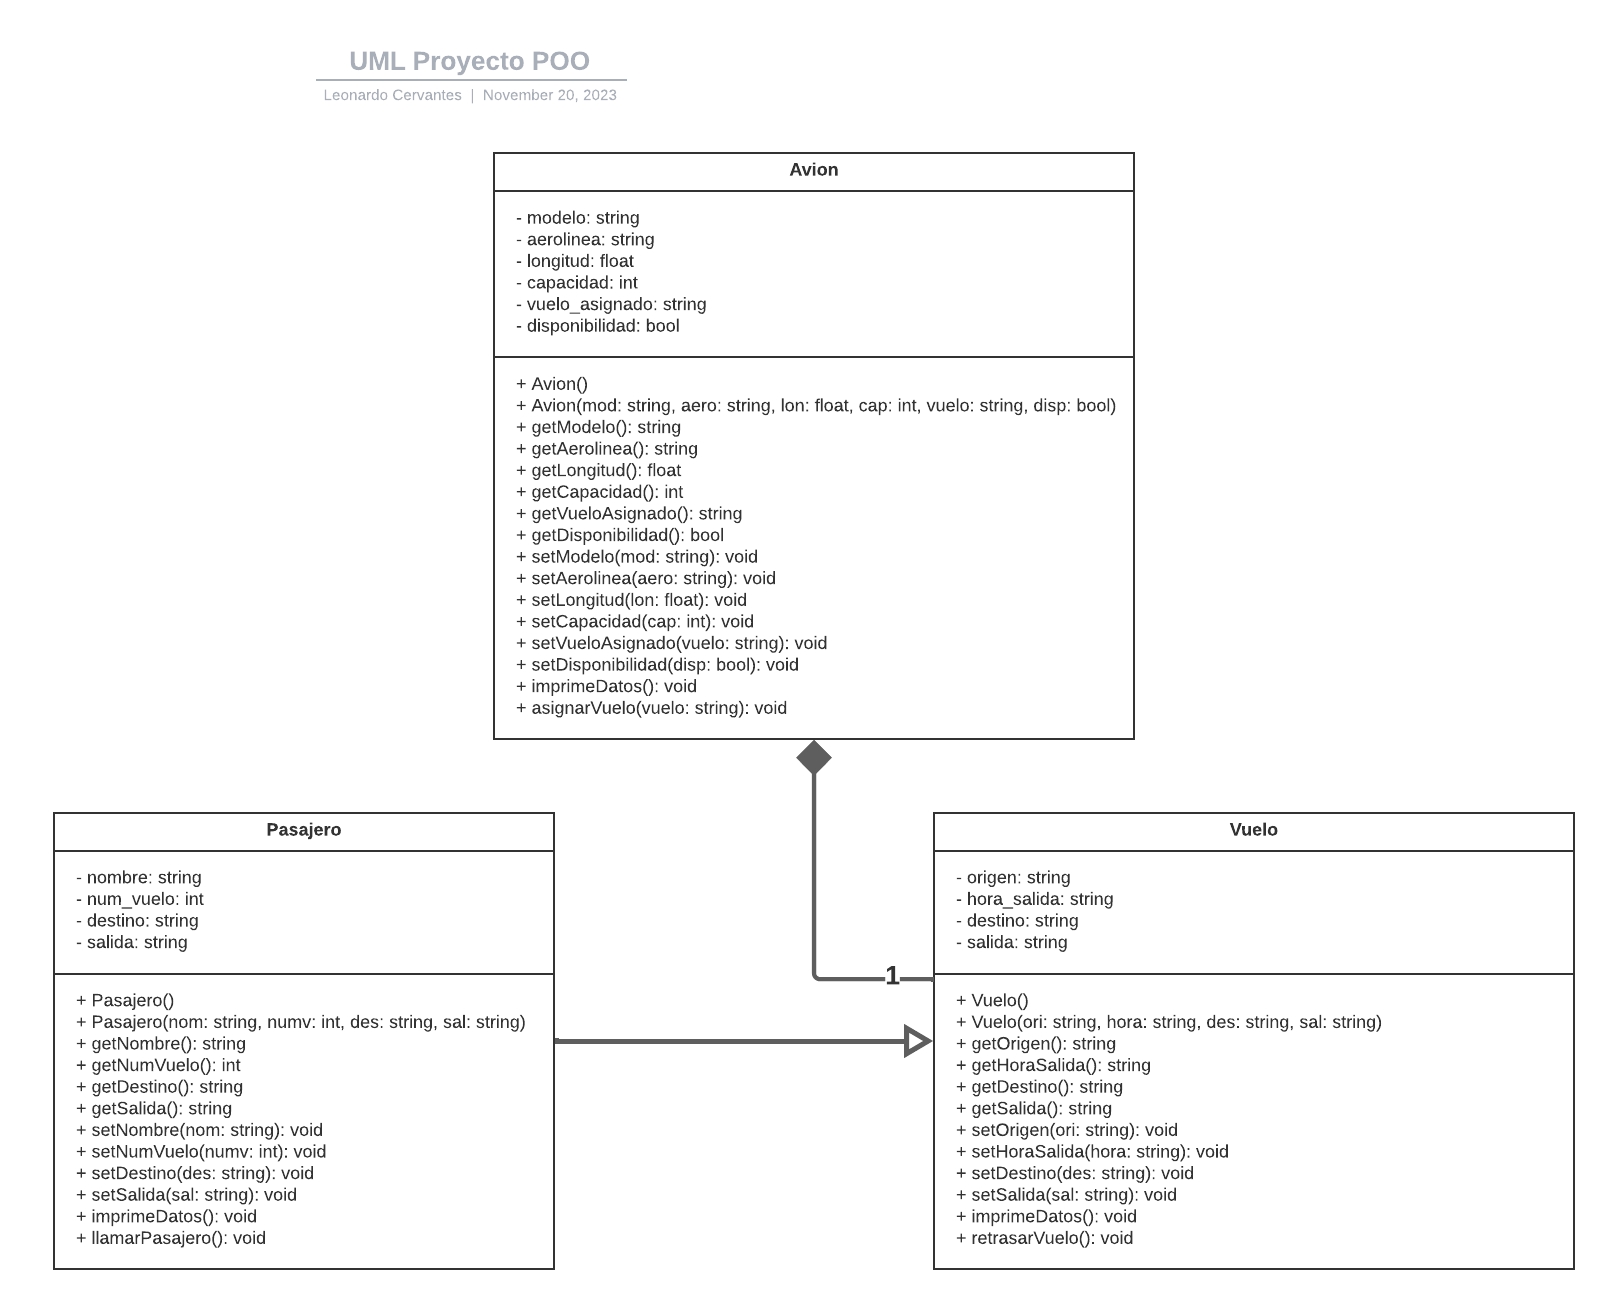 UML Proyecto POO
Leonardo Cervantes | November 20, 2023
Avion
- modelo: string
- aerolinea: string
- longitud: float
- capacidad: int
- vuelo_asignado: string
- disponibilidad: bool
+ Avion()
+ Avion(mod: string, aero: string, lon: float, cap: int, vuelo: string, disp: bool)
+ getModelo(): string
+ getAerolinea(): string
+ getLongitud(): float
+ getCapacidad(): int
+ getVueloAsignado(): string
+ getDisponibilidad(): bool
+ setModelo(mod: string): void
+ setAerolinea(aero: string): void
+ setLongitud(lon: float): void
+ setCapacidad(cap: int): void
+ setVueloAsignado(vuelo: string): void
+ setDisponibilidad(disp: bool): void
+ imprimeDatos(): void
+ asignarVuelo(vuelo: string): void
Pasajero
- nombre: string
- num_vuelo: int
- destino: string
- salida: string
+ Pasajero()
+ Pasajero(nom: string, numv: int, des: string, sal: string)
+ getNombre(): string
+ getNumVuelo(): int
+ getDestino(): string
+ getSalida(): string
+ setNombre(nom: string): void
+ setNumVuelo(numv: int): void
+ setDestino(des: string): void
+ setSalida(sal: string): void
+ imprimeDatos(): void
+ llamarPasajero(): void
1
Vuelo
- origen: string
- hora_salida: string
- destino: string
- salida: string
+ Vuelo()
+ Vuelo(ori: string, hora: string, des: string, sal: string)
+ getOrigen(): string
+ getHoraSalida(): string
+ getDestino(): string
+ getSalida(): string
+ setOrigen(ori: string): void
+ setHoraSalida(hora: string): void
+ setDestino(des: string): void
+ setSalida(sal: string): void
+ imprimeDatos(): void
+ retrasarVuelo(): void